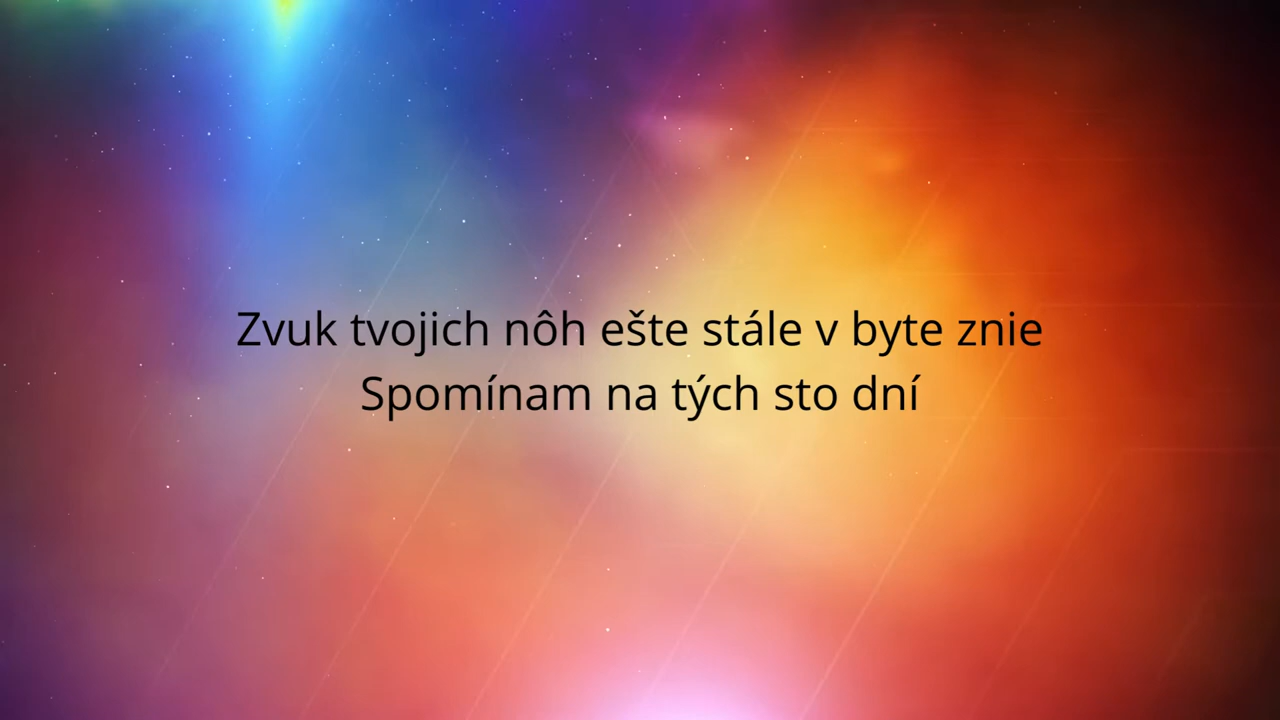 Zvuk tvojich nôh ešte stále v byte znie
Spomínam na tých sto dní